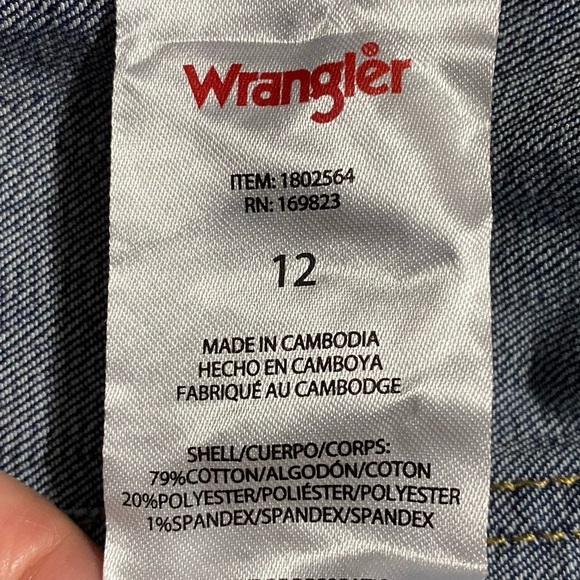 Wrangler®
ITEM: 1802564
RN: 169823
12
MADE IN CAMBODIA
HECHO EN CAMBOYA
FABRIQUÉ AU CAMBODGE
SHELL/CUERPO/CORPS:
79%COTTON/ALGODÓN/COTON
20%POLYESTER/POLIÉSTER/POLYESTER
1%SPANDEX/SPANDEX/SPANDEX